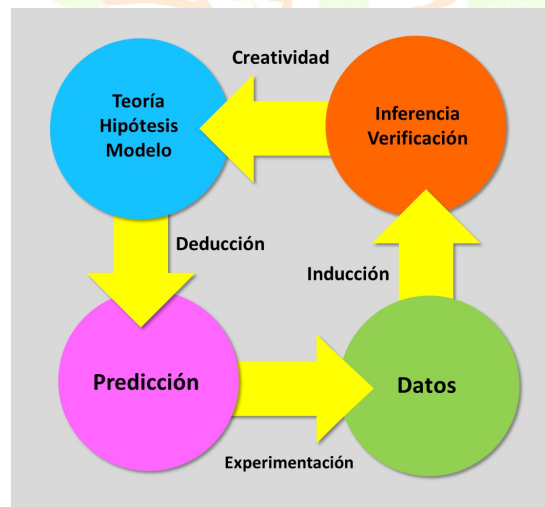 Creatividad
Teoría
Hipótesis
Modelo
Inferencia
Verificación
Deducción
Inducción
Predicción
Datos
Experimentación